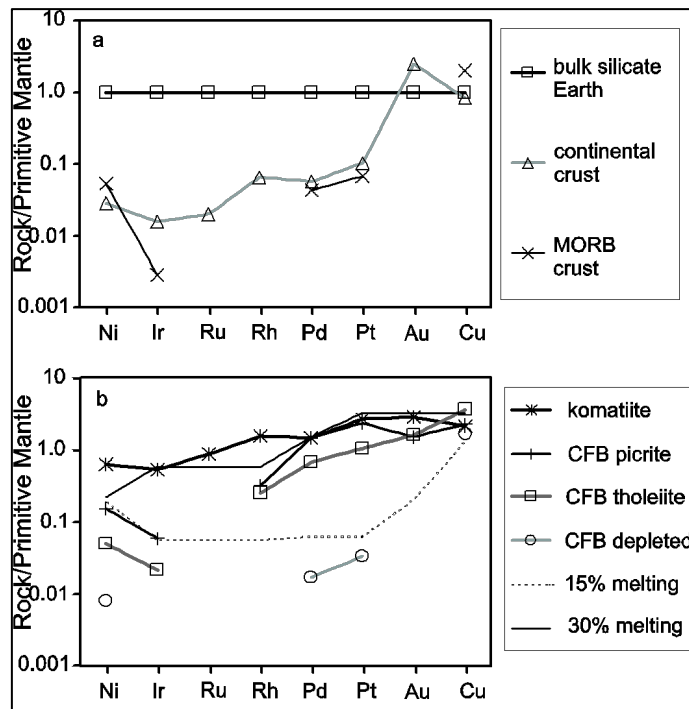 a
10
1.0
0.1
0.01
0.001
Rock/Primitive Mantle
Ni Ir Ru Rh Pd Pt Au Cu
bulk silicate
Earth
continental
crust
MORB
crust
b
10
1.0
0.1
0.01
0.001
Rock/Primitive Mantle
Ni Ir Ru Rh Pd Pt Au Cu
komatiite
CFB picrite
CFB tholeiite
CFB depleted
15% melting
30% melting